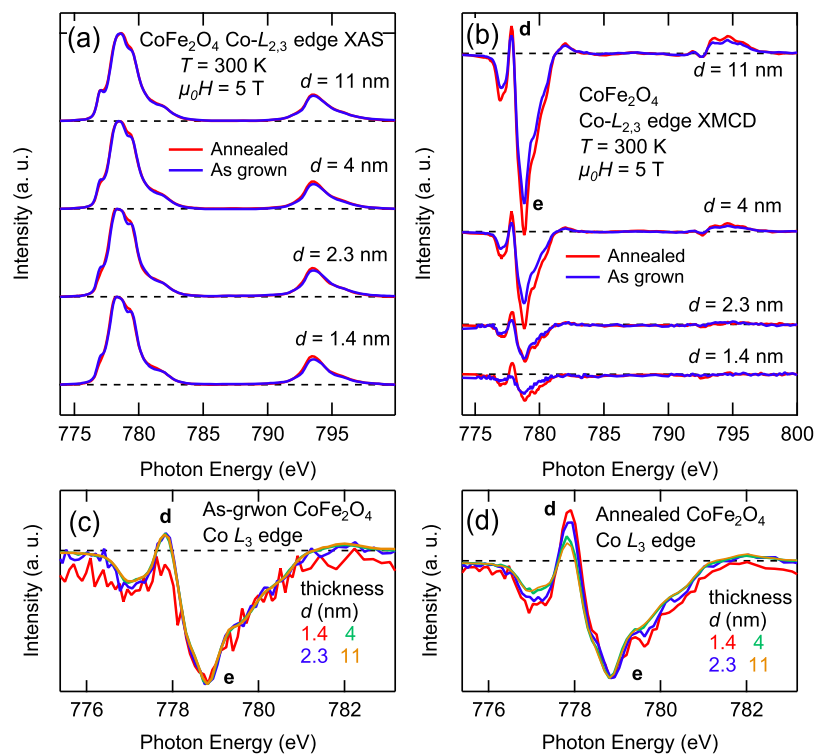 (a) CoFe2O4 Co-L2,3 edge XAS
T = 300 K
μ0H = 5 T
d = 11 nm
Annealed
As grown
d = 4 nm
d = 2.3 nm
d = 1.4 nm
Intensity (a. u.)
775 780 785 790 795
Photon Energy (eV)
(b)
d
d = 11 nm
CoFe2O4
Co-L2,3 edge XMCD
T = 300 K
μ0H = 5 T
e
d = 4 nm
Annealed
As grown
d = 2.3 nm
d = 1.4 nm
Intensity (a. u.)
775 780 785 790 795 800
Photon Energy (eV)
(c)
d
As-grwon CoFe2O4
Co L3 edge
thickness
d (nm)
1.4 4
2.3 11
e
Intensity (a. u.)
776 778 780 782
Photon Energy (eV)
(d)
d
Annealed CoFe2O4
Co L3 edge
thickness
d (nm)
1.4 4
2.3 11
e
Intensity (a. u.)
776 778 780 782
Photon Energy (eV)